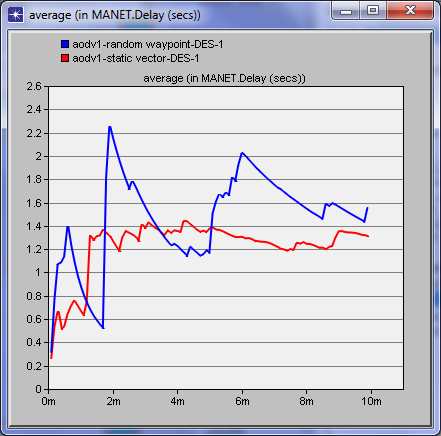 average (in MANET.Delay (secs))
aodv1-random waypoint-DES-1
aodv1-static vector-DES-1
average (in MANET.Delay (secs))
2.6
2.4
2.2
2
1.8
1.6
1.4
1.2
1
0.8
0.6
0.4
0.2
0
0m 2m 4m 6m 8m 10m